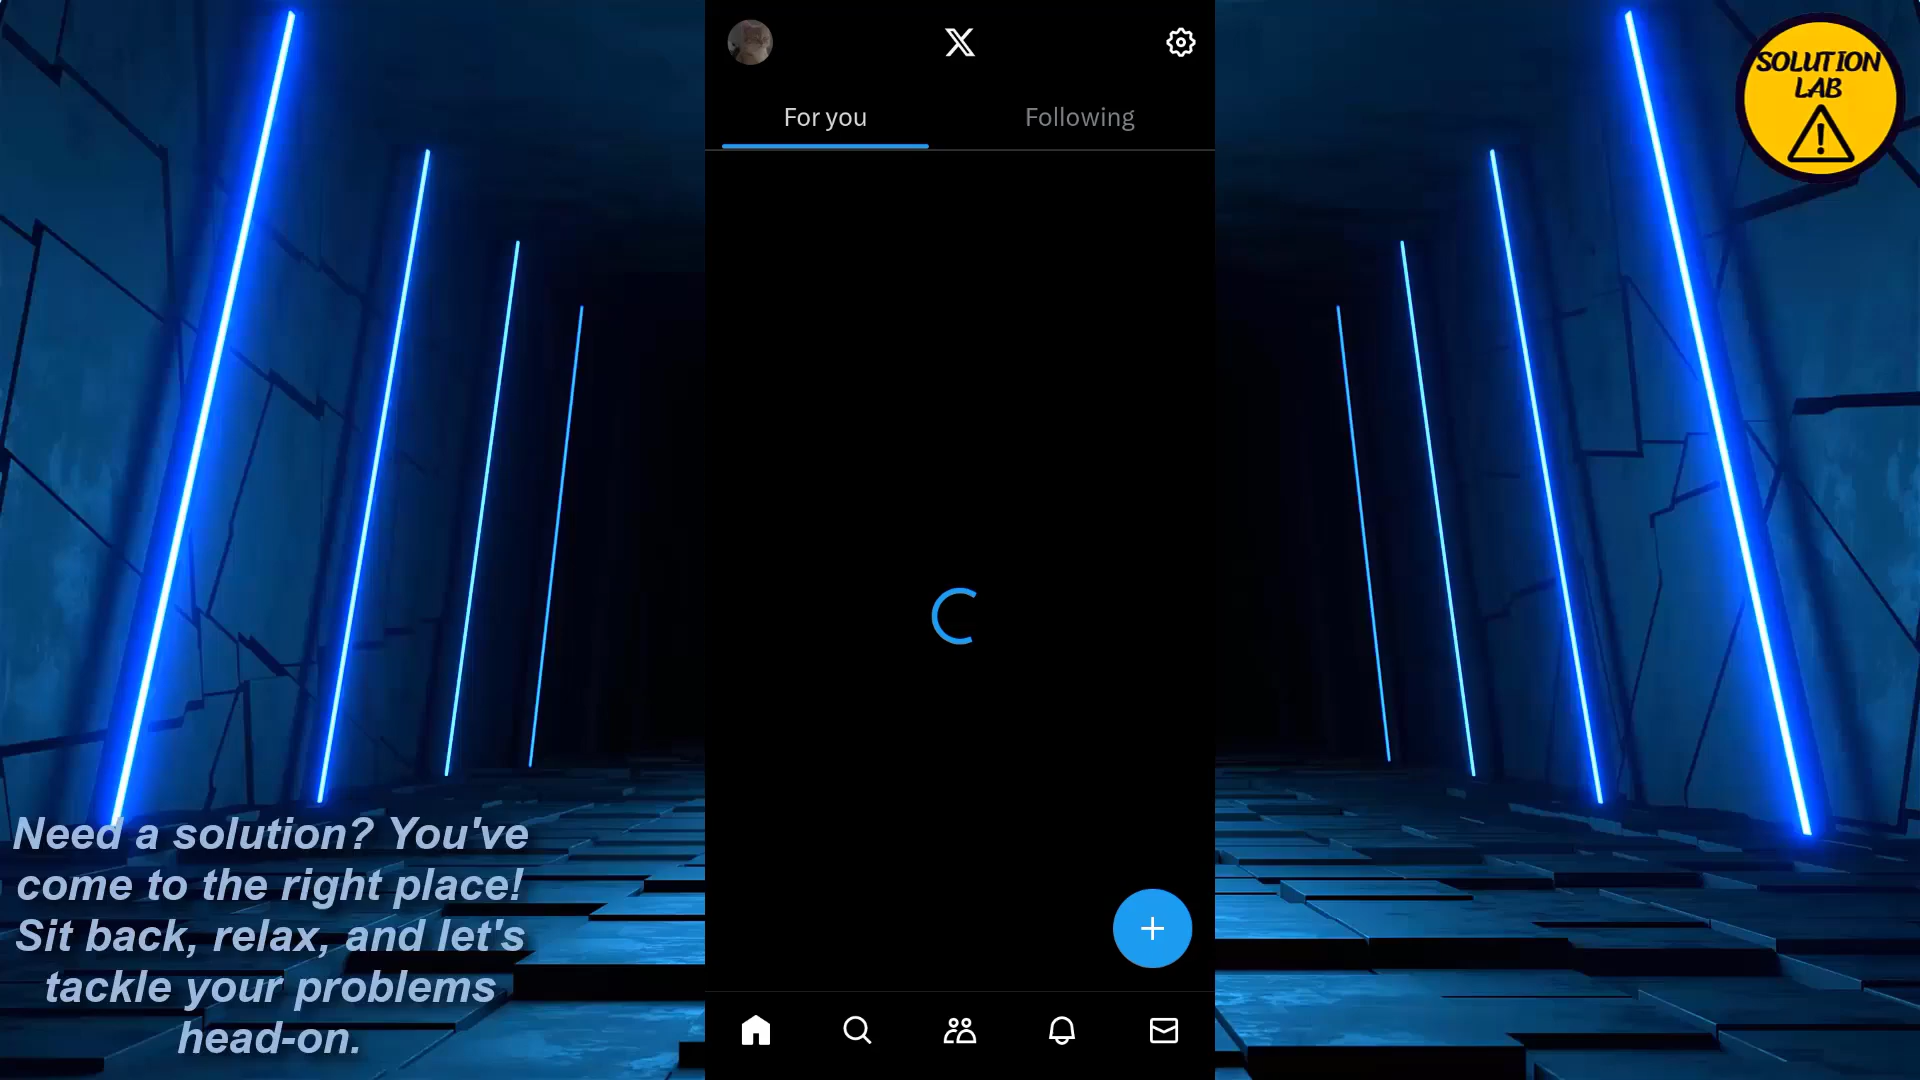 For you
Following
SOLUTION
LAB
Need a solution? You've
come to the right place!
Sit back, relax, and let's
tackle your problems
head-on.